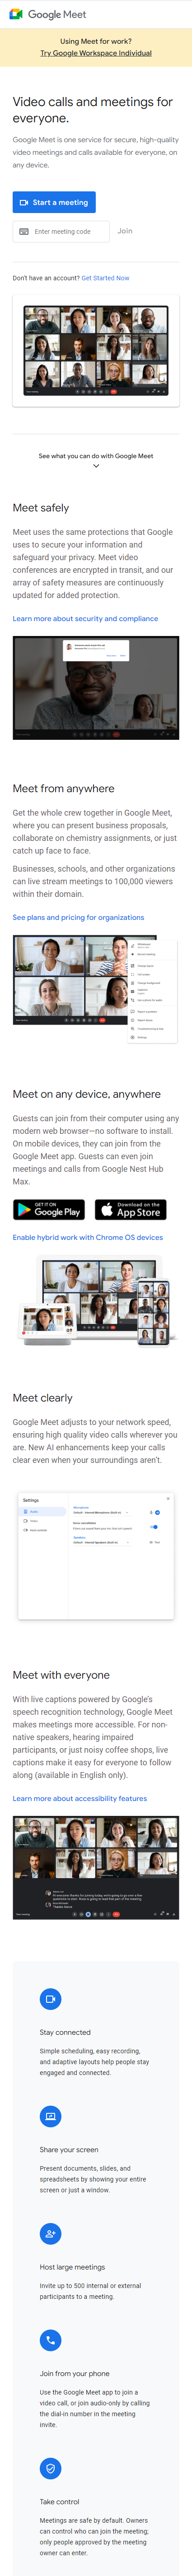 Google Meet
Using Meet for work?
Try Google Workspace Individual
Video calls and meetings for
everyone.
Google Meet is one service for secure, high-quality
video meetings and calls available for everyone, on
any device.
Start a meeting
Enter meeting code
Join
Don't have an account? Get Started Now
See what you can do with Google Meet
Meet safely
Meet uses the same protections that Google
uses to secure your information and
safeguard your privacy. Meet video
conferences are encrypted in transit, and our
array of safety measures are continuously
updated for added protection.
Learn more about security and compliance
Meet from anywhere
Get the whole crew together in Google Meet,
where you can present business proposals,
collaborate on chemistry assignments, or just
catch up face to face.
Businesses, schools, and other organizations
can live stream meetings to 100,000 viewers
within their domain.
See plans and pricing for organizations
Meet on any device, anywhere
Guests can join from their computer using any
modern web browser—no software to install.
On mobile devices, they can join from the
Google Meet app. Guests can even join
meetings and calls from Google Nest Hub
Max.
GET IT ON
Google Play
Download on the
App Store
Enable hybrid work with Chrome OS devices
Meet clearly
Google Meet adjusts to your network speed,
ensuring high quality video calls wherever you
are. New AI enhancements keep your calls
clear even when your surroundings aren't.
Settings
Audio
Video
Microphone
Noise cancellation
Speakers
Test
Meet with everyone
With live captions powered by Google's
speech recognition technology, Google Meet
makes meetings more accessible. For non-
native speakers, hearing impaired
participants, or just noisy coffee shops, live
captions make it easy for everyone to follow
along (available in English only).
Learn more about accessibility features
Stay connected
Simple scheduling, easy recording,
and adaptive layouts help people stay
engaged and connected.
Share your screen
Present documents, slides, and
spreadsheets by showing your entire
screen or just a window.
Host large meetings
Invite up to 500 internal or external
participants to a meeting.
Join from your phone
Use the Google Meet app to join a
video call, or join audio-only by calling
the dial-in number in the meeting
invite.
Take control
Meetings are safe by default. Owners
can control who can join the meeting;
only people approved by the meeting
owner can enter.